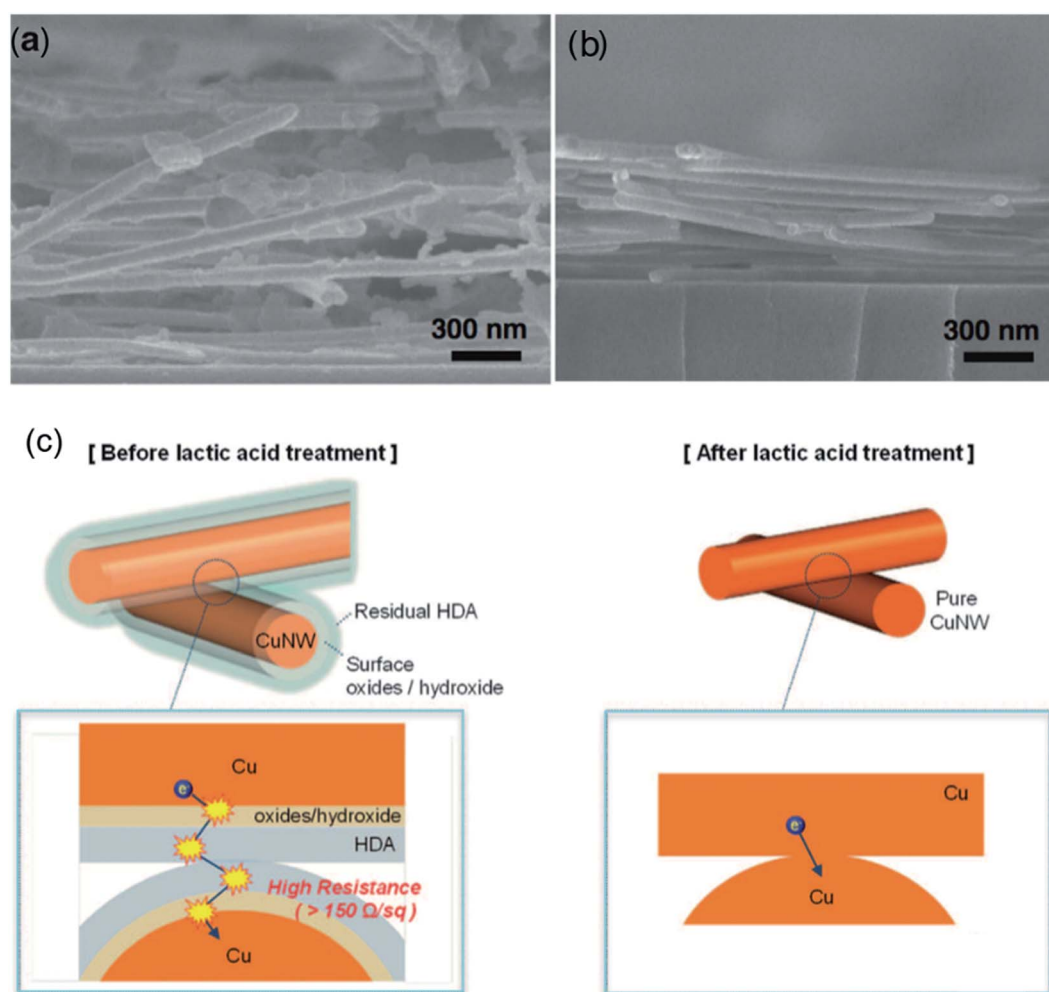 (a)
300 nm
(b)
300 nm
(c)
[ Before lactic acid treatment ]
Residual HDA
CuNW
Surface
oxides / hydroxide
Cu
e
oxides/hydroxide
HDA
High Resistance
( > 150 Ω/sq )
Cu
[ After lactic acid treatment ]
Pure
CuNW
Cu
e
Cu